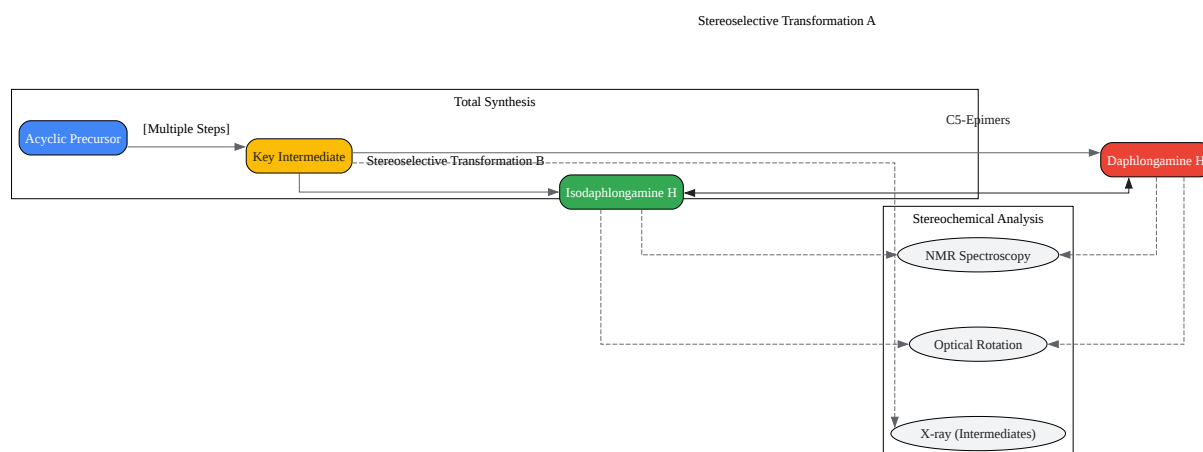 Stereoselective Transformation A
Total Synthesis
C5-Epimers
[Multiple Steps]
Acyclic Precursor
Key Intermediate
Stereoselective Transformation B
Daphlongamine H
Isodaphlongamine H
Stereochemical Analysis
NMR Spectroscopy
Optical Rotation
X-ray (Intermediates)